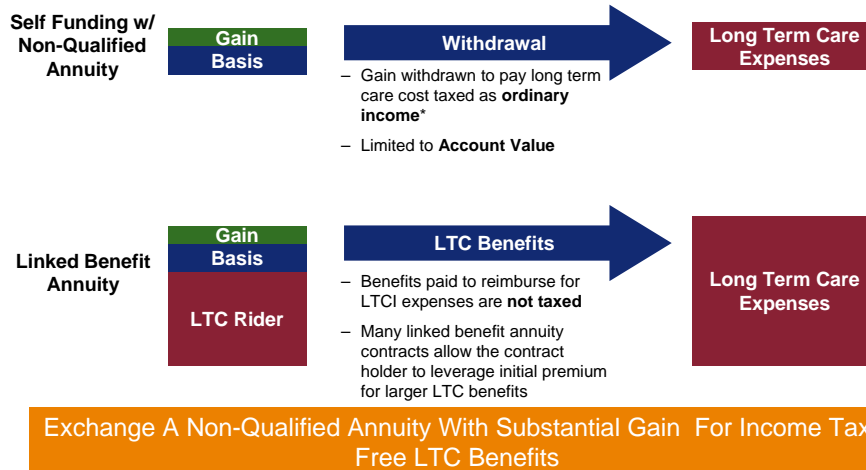 Self Funding w/
Non-Qualified
Annuity
Gain
Basis
Withdrawal
– Gain withdrawn to pay long term
care cost taxed as ordinary
income*
– Limited to Account Value
Long Term Care
Expenses
Linked Benefit
Annuity
Gain
Basis
LTC Rider
LTC Benefits
– Benefits paid to reimburse for
LTCI expenses are not taxed
– Many linked benefit annuity
contracts allow the contract
holder to leverage initial premium
for larger LTC benefits
Long Term Care
Expenses
Exchange A Non-Qualified Annuity With Substantial Gain For Income Tax
Free LTC Benefits